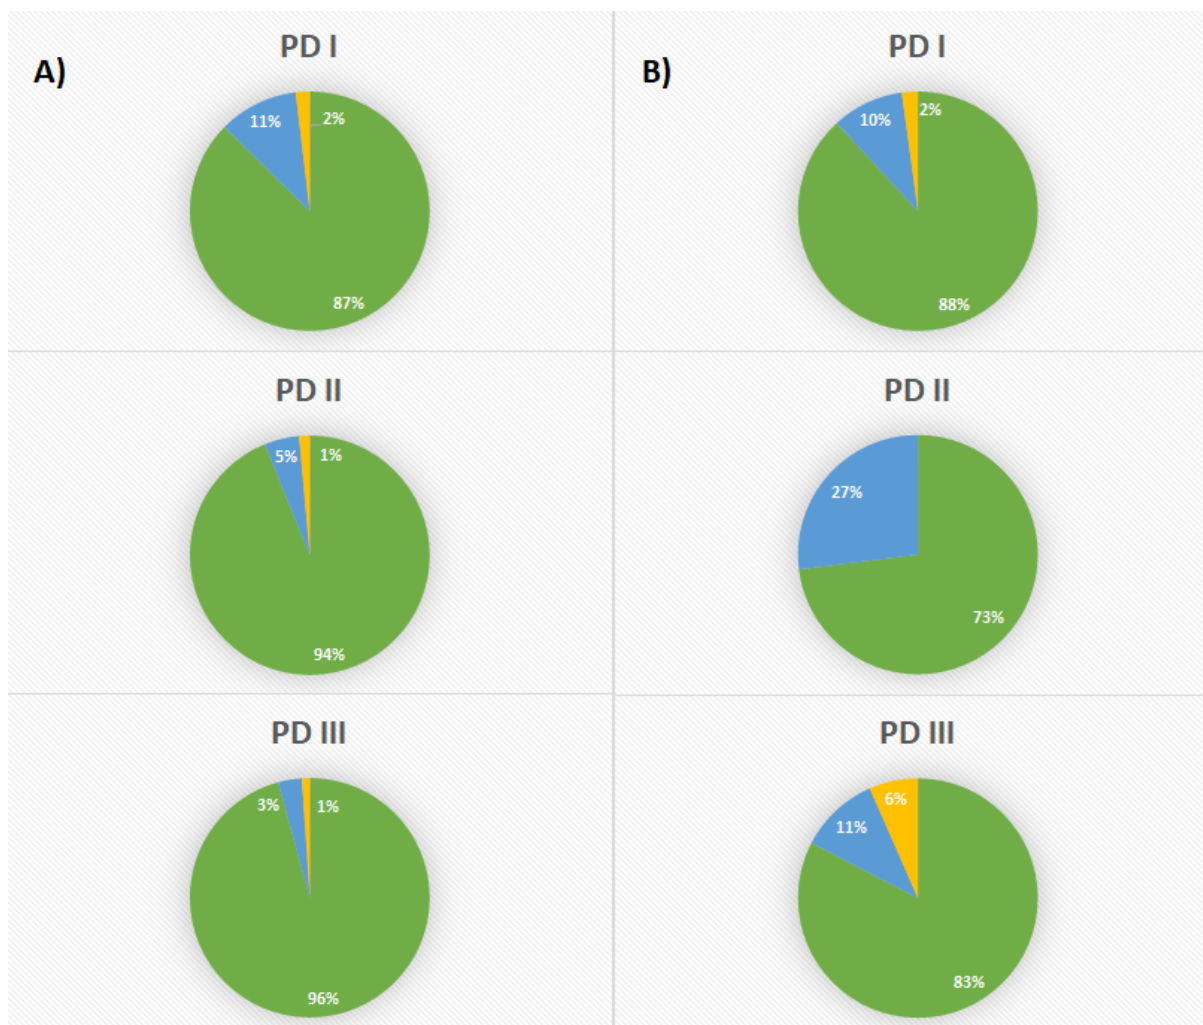 A)
PD I
11%
2%
87%
PD II
5%
1%
94%
PD III
3%
1%
96%
B)
PD I
10%
2%
88%
PD II
27%
73%
PD III
6%
11%
83%